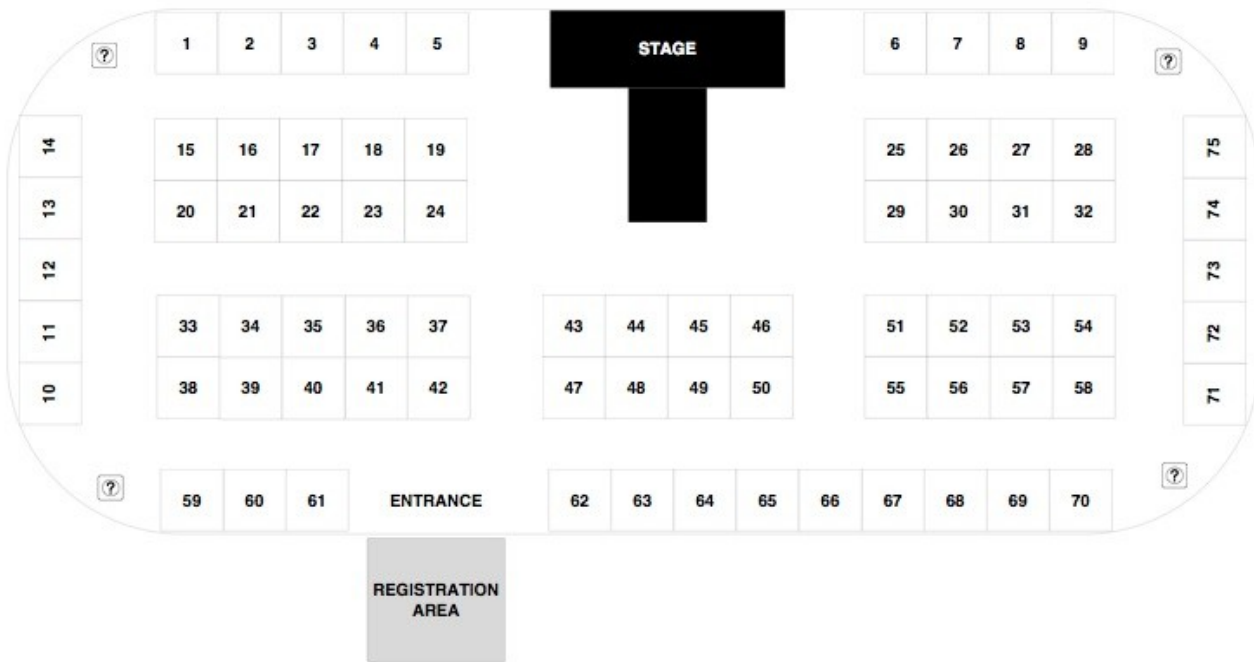 1 2 3 4 5 STAGE 6 7 8 9
?
?
14 15 16 17 18 19 25 26 27 28 75
13 20 21 22 23 24 29 30 31 32 74
12 73
11 33 34 35 36 37 43 44 45 46 51 52 53 54 72
10 38 39 40 41 42 47 48 49 50 55 56 57 58 71
?
?
59 60 61 ENTRANCE 62 63 64 65 66 67 68 69 70
REGISTRATION
AREA